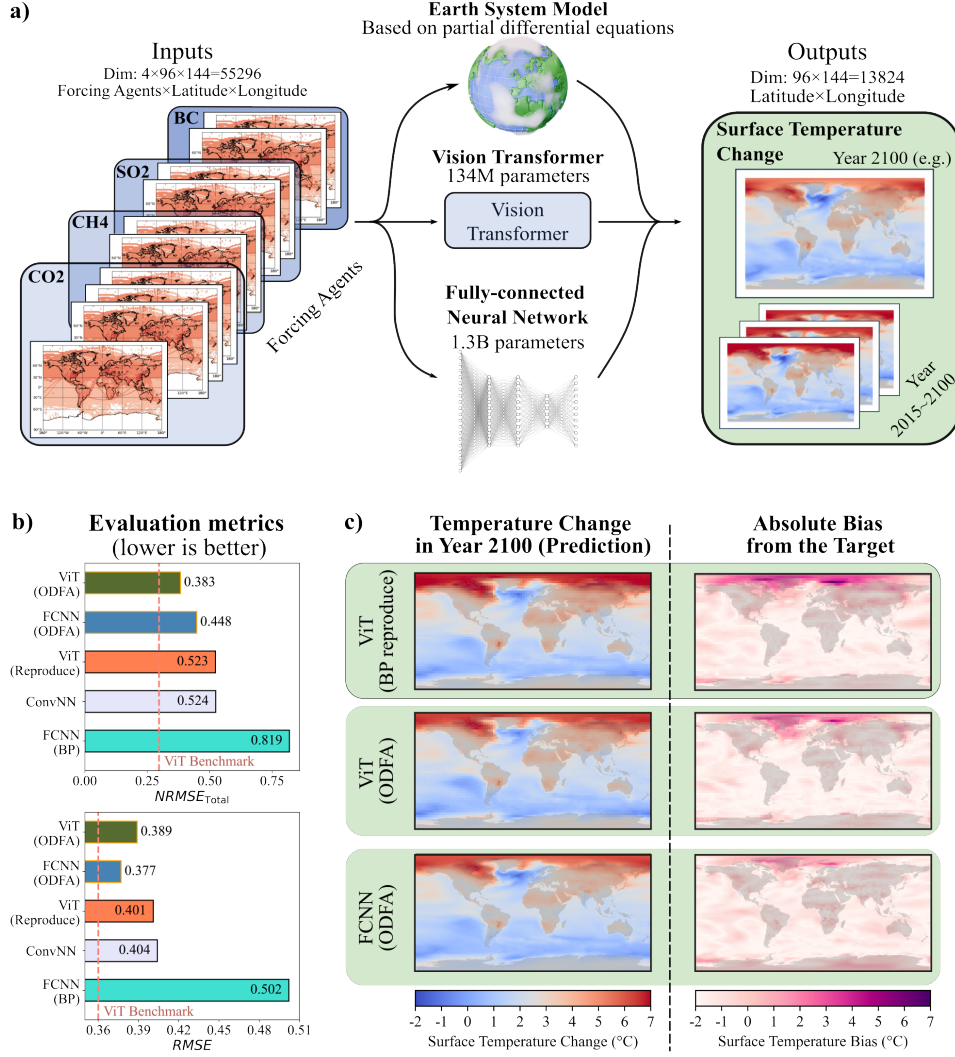 a)
Earth System Model
Based on partial differential equations
Inputs
Dim: 4×96×144=55296
Forcing Agents×Latitude×Longitude
BC
SO2
CH4
CO2
Forcing Agents
Vision Transformer
134M parameters
Vision
Transformer
Fully-connected
Neural Network
1.3B parameters
Outputs
Dim: 96×144=13824
Latitude×Longitude
Surface Temperature
Change
Year 2100 (e.g.)
Year
2015~2100
b)
Evaluation metrics
(lower is better)
ViT
(ODFA)
0.383
FCNN
(ODFA)
0.448
ViT
(Reproduce)
0.523
ConvNN
0.524
FCNN
(BP)
0.819
ViT Benchmark
0.00 0.25 0.50 0.75
NRMSE Total
ViT
(ODFA)
0.389
FCNN
(ODFA)
0.377
ViT
(Reproduce)
0.401
ConvNN
0.404
FCNN
(BP)
0.502
ViT Benchmark
0.36 0.39 0.42 0.45 0.48 0.51
RMSE
c)
Temperature Change
in Year 2100 (Prediction)
Absolute Bias
from the Target
ViT
(BP reproduce)
ViT
(ODFA)
FCNN
(ODFA)
-2 -1 0 1 2 3 4 5 6 7
Surface Temperature Change (°C)
-2 -1 0 1 2 3 4 5 6 7
Surface Temperature Bias (°C)